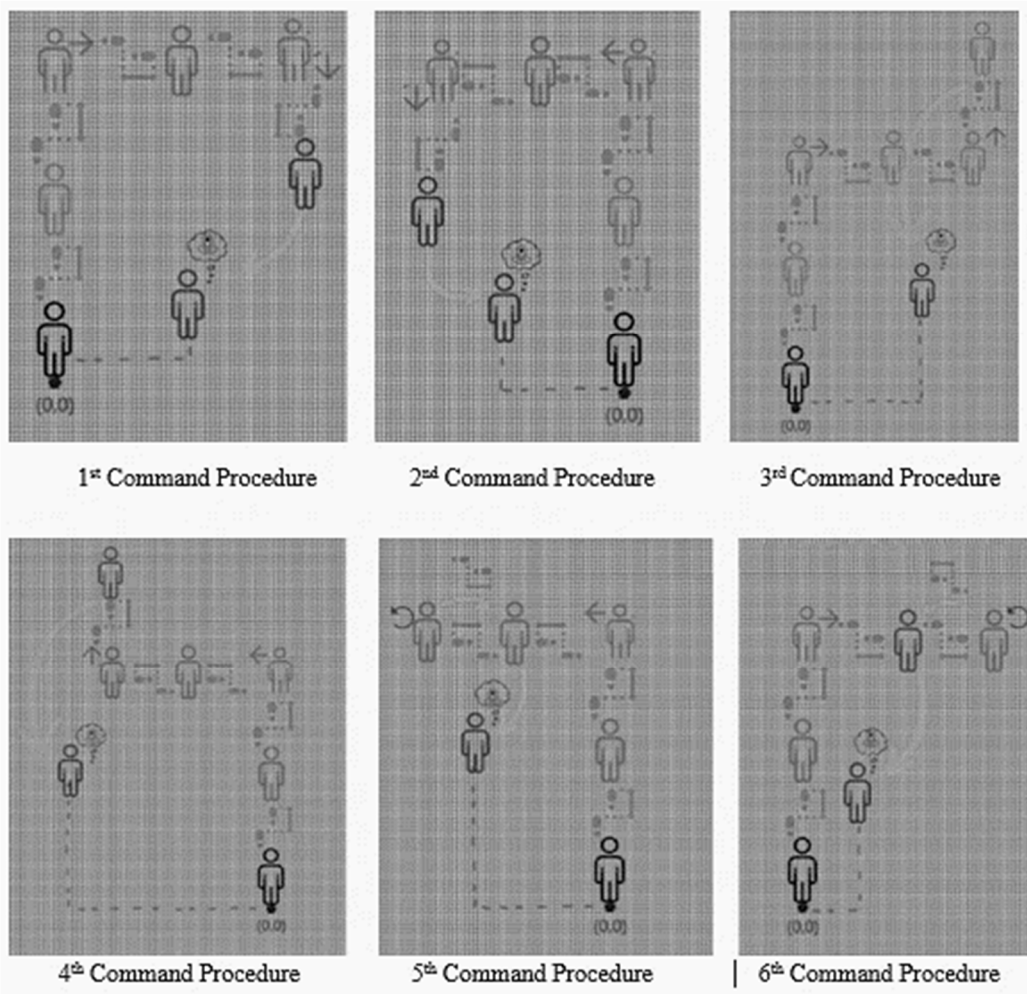 (0,0)
(0,0)
(0,0)
1st Command Procedure
2nd Command Procedure
3rd Command Procedure
(0,0)
(0,0)
(0,0)
4th Command Procedure
5th Command Procedure
6th Command Procedure